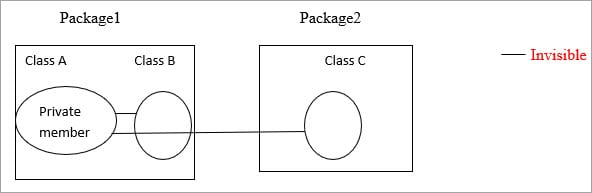 Package1
Package2
Invisible
Class A
Class B
Class C
Private
member